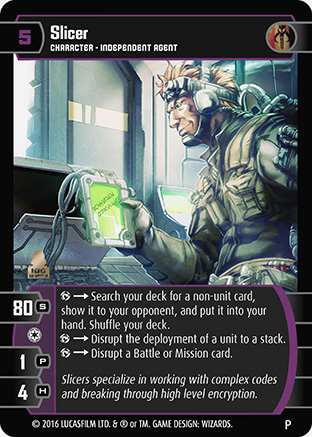 5 Slicer
CHARACTER - INDEPENDENT AGENT
80 S
1 P
4 H
→ Search your deck for a non-unit card,
show it to your opponent, and put it into your
hand. Shuffle your deck.
→ Disrupt the deployment of a unit to a stack.
→ Disrupt a Battle or Mission card.
Slicers specialize in working with complex codes
and breaking through high level encryption.
© 2016 LUCASFILM LTD. & ® or TM. GAME DESIGN: WIZARDS. P